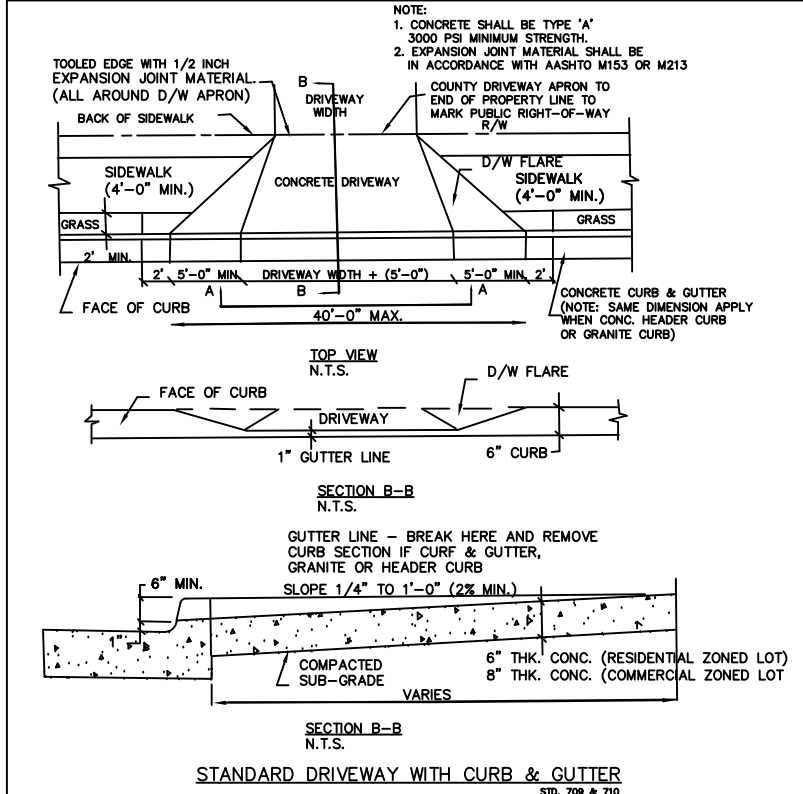 NOTE:
1. CONCRETE SHALL BE TYPE 'A'
3000 PSI MINIMUM STRENGTH.
2. EXPANSION JOINT MATERIAL SHALL BE
IN ACCORDANCE WITH AASHTO M153 OR M213
TOOLED EDGE WITH 1/2 INCH
EXPANSION JOINT MATERIAL.
(ALL AROUND D/W APRON)
B
DRIVEWAY
WIDTH
COUNTY DRIVEWAY APRON TO
END OF PROPERTY LINE TO
MARK PUBLIC RIGHT-OF-WAY
R/W
BACK OF SIDEWALK
SIDEWALK
(4'-0" MIN.)
CONCRETE DRIVEWAY
D/W FLARE
SIDEWALK
(4'-0" MIN.)
GRASS
GRASS
2' MIN.
2'
5'-0" MIN
DRIVEWAY WIDTH + (5'-0")
5'-0" MIN.
2'
A
B
A
FACE OF CURB
40'-0" MAX.
CONCRETE CURB & GUTTER
(NOTE: SAME DIMENSION APPLY
WHEN CONC. HEADER CURB
OR GRANITE CURB)
TOP VIEW
N.T.S.
FACE OF CURB
D/W FLARE
DRIVEWAY
1" GUTTER LINE
6" CURB
SECTION B-B
N.T.S.
GUTTER LINE - BREAK HERE AND REMOVE
CURB SECTION IF CURF & GUTTER,
GRANITE OR HEADER CURB
6" MIN.
SLOPE 1/4" TO 1'-0" (2% MIN.)
1"
COMPACTED
SUB-GRADE
6" THK. CONC. (RESIDENTIAL ZONED LOT)
8" THK. CONC. (COMMERCIAL ZONED LOT
VARIES
SECTION B-B
N.T.S.
STANDARD DRIVEWAY WITH CURB & GUTTER
STD. 709 & 710